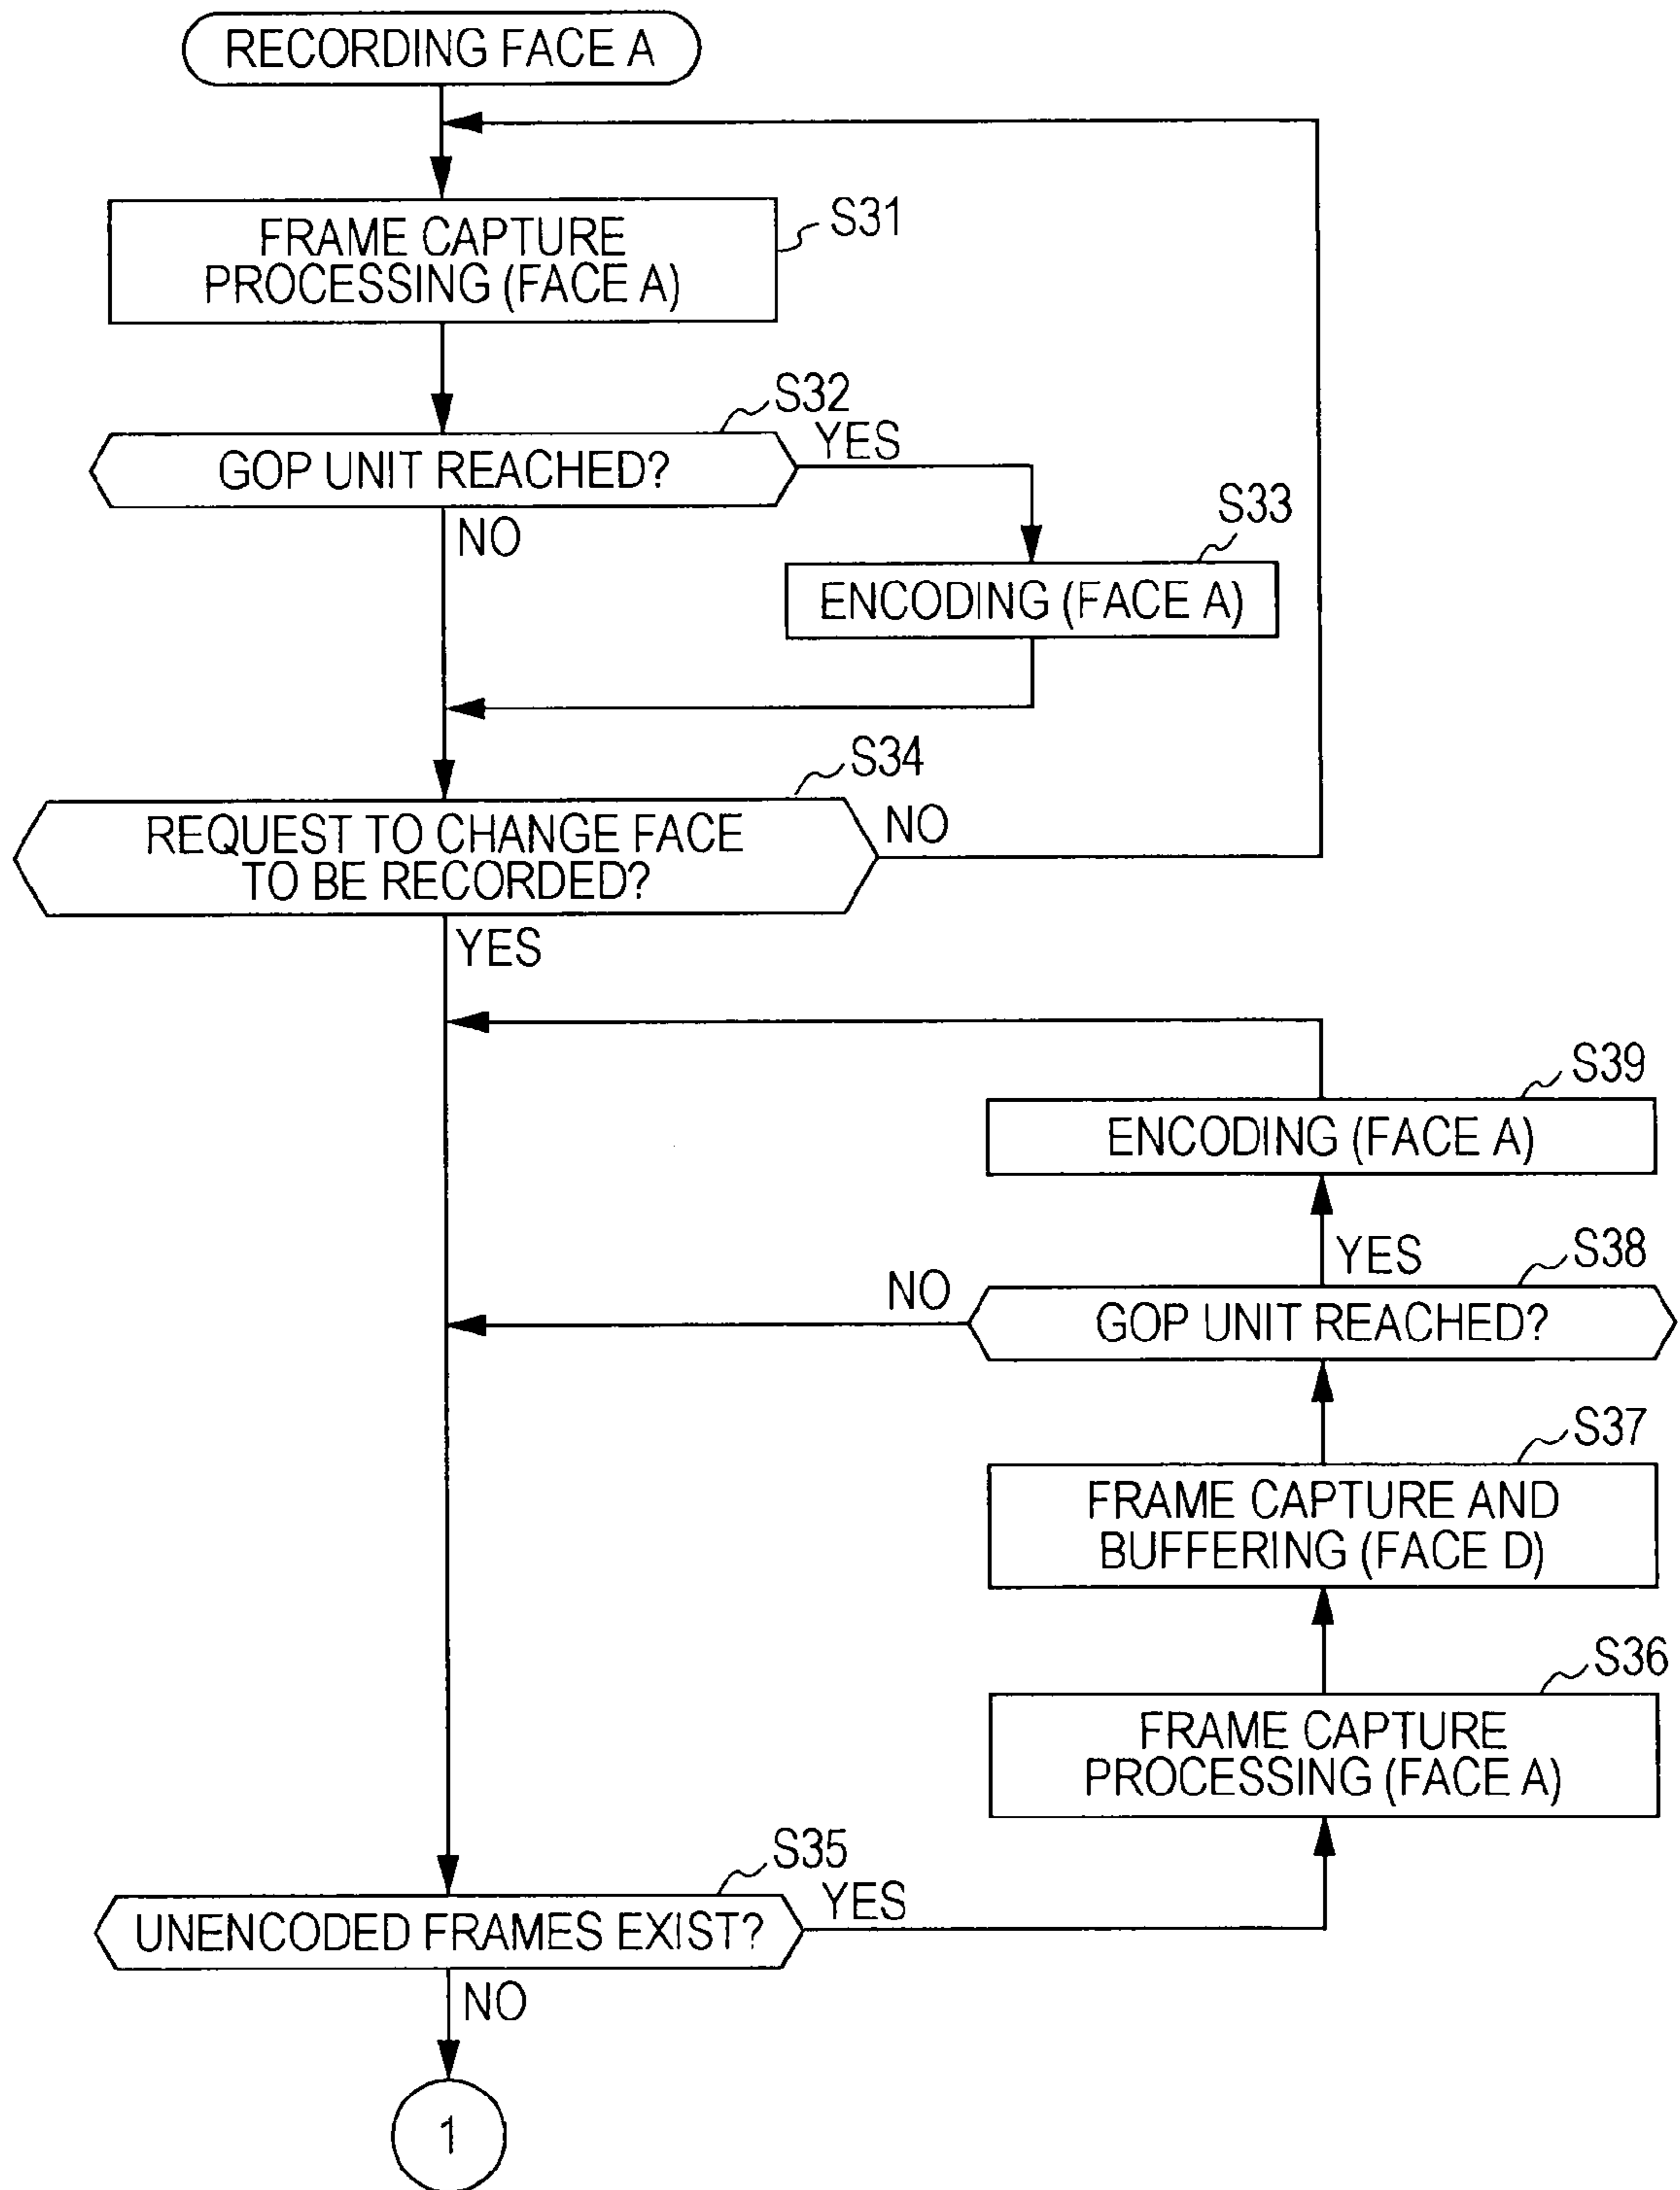 RECORDING FACE A
S31
FRAME CAPTURE
PROCESSING (FACE A)
S32
GOP UNIT REACHED?
YES
NO
S33
ENCODING (FACE A)
S34
REQUEST TO CHANGE FACE
TO BE RECORDED?
NO
YES
S39
ENCODING (FACE A)
YES
S38
GOP UNIT REACHED?
NO
S37
FRAME CAPTURE AND
BUFFERING (FACE D)
S36
FRAME CAPTURE
PROCESSING (FACE A)
S35
UNENCODED FRAMES EXIST?
YES
NO
1